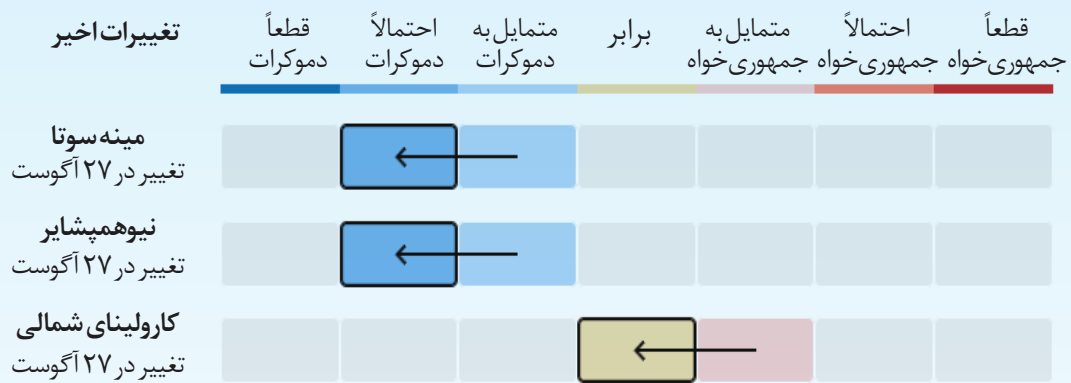 تغییرات اخیر
قطعاً دموکرات
احتمالاً دموکرات
متمایل به دموکرات
برابر
متمایل به جمهوری‌خواه
احتمالاً جمهوری‌خواه
قطعاً جمهوری‌خواه
مینه‌سوتا
تغییر در ۲۷ آگوست
نیوهمپشایر
تغییر در ۲۷ آگوست
کارولینای شمالی
تغییر در ۲۷ آگوست